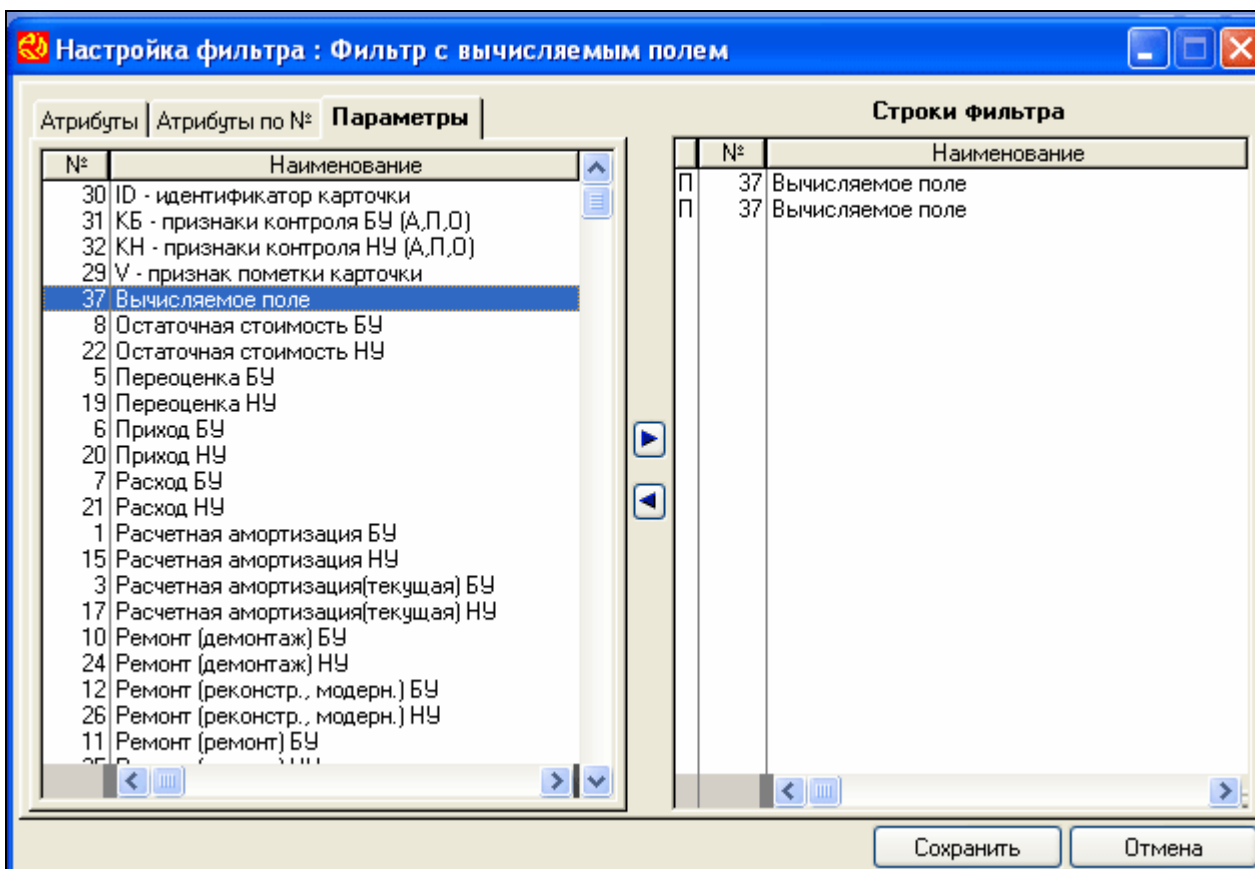 Настройка фильтра : Фильтр с вычисляемым полем
Атрибуты Атрибуты по № Параметры
№ Наименование
30 ID - идентификатор карточки
31 КБ - признаки контроля БУ (А,П,О)
32 КН - признаки контроля НУ (А,П,О)
29 V - признак пометки карточки
37 Вычисляемое поле
8 Остаточная стоимость БУ
22 Остаточная стоимость НУ
5 Переоценка БУ
19 Переоценка НУ
6 Приход БУ
20 Приход НУ
7 Расход БУ
21 Расход НУ
1 Расчетная амортизация БУ
15 Расчетная амортизация НУ
3 Расчетная амортизация(текущая) БУ
17 Расчетная амортизация(текущая) НУ
10 Ремонт (демонтаж) БУ
24 Ремонт (демонтаж) НУ
12 Ремонт (реконстр., модерн.) БУ
26 Ремонт (реконстр., модерн.) НУ
11 Ремонт (ремонт) БУ
Строки фильтра
№ Наименование
П 37 Вычисляемое поле
П 37 Вычисляемое поле
Сохранить Отмена